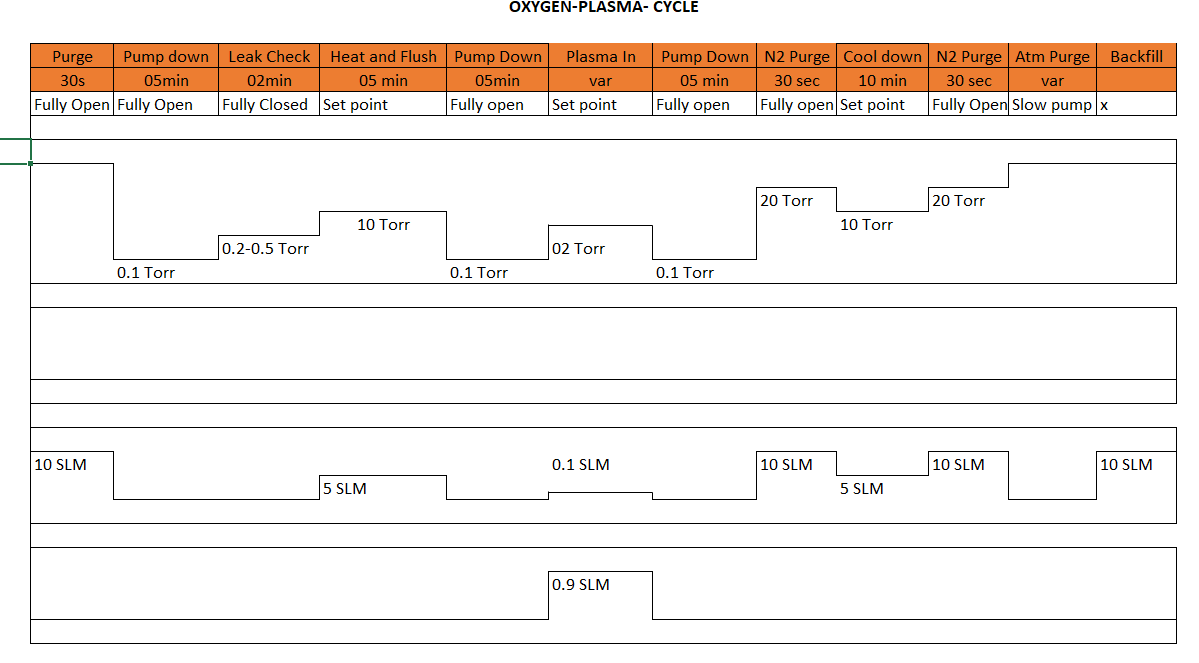 OXYGEN-PLASMA- CYCLE
Purge Pump down Leak Check Heat and Flush Pump Down Plasma In Pump Down N2 Purge Cool down N2 Purge Atm Purge Backfill
30s 05min 02min 05 min 05min var 05 min 30 sec 10 min 30 sec var
Fully Open Fully Open Fully Closed Set point Fully open Set point Fully open Fully open Set point Fully Open Slow pump x
20 Torr 20 Torr
10 Torr 10 Torr
0.2-0.5 Torr 02 Torr
0.1 Torr 0.1 Torr 0.1 Torr
10 SLM 0.1 SLM 10 SLM 10 SLM 10 SLM
5 SLM 5 SLM
0.9 SLM